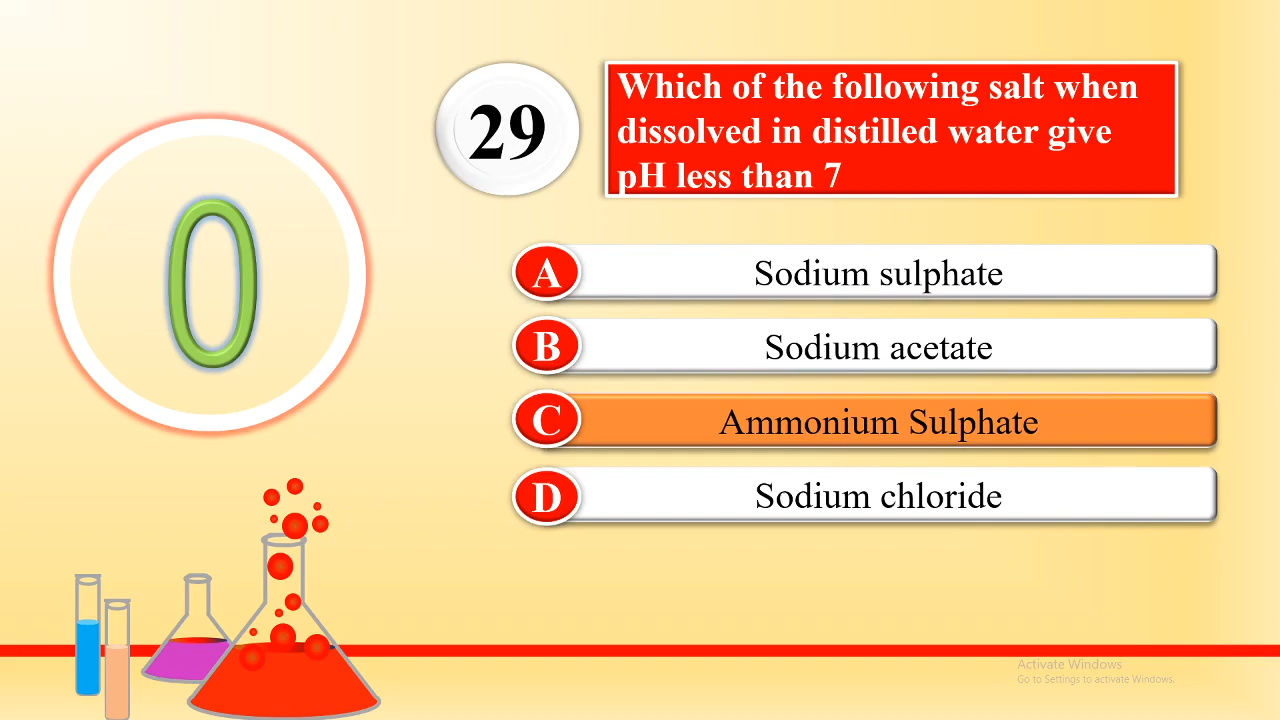 0
29
Which of the following salt when
dissolved in distilled water give
pH less than 7
A Sodium sulphate
B Sodium acetate
C Ammonium Sulphate
D Sodium chloride
Activate Windows
Go to Settings to activate Windows.